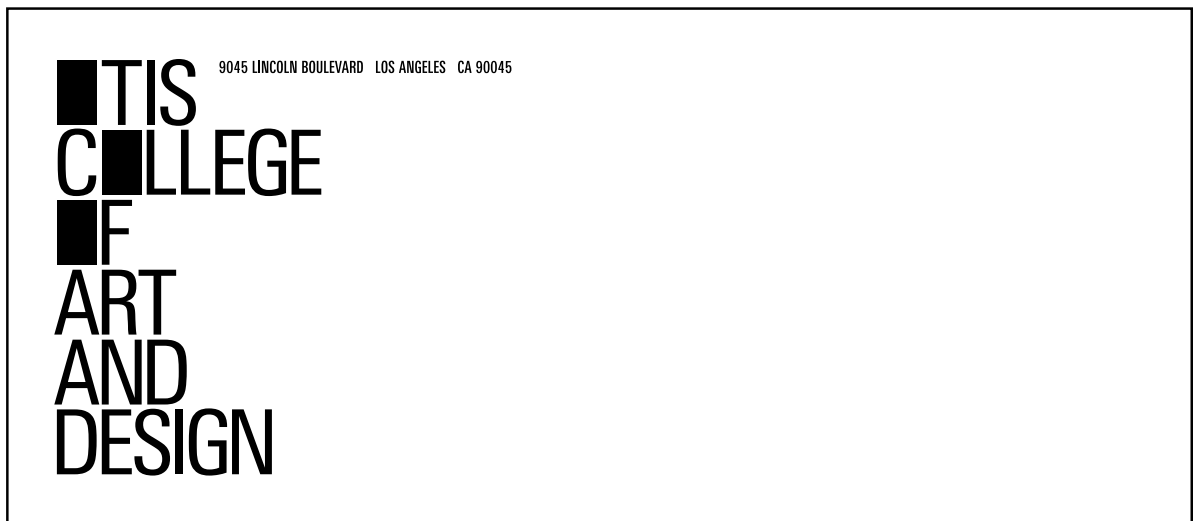 ■TIS
9045 LINCOLN BOULEVARD LOS ANGELES CA 90045
C■LLEGE
■F
ART
AND
DESIGN